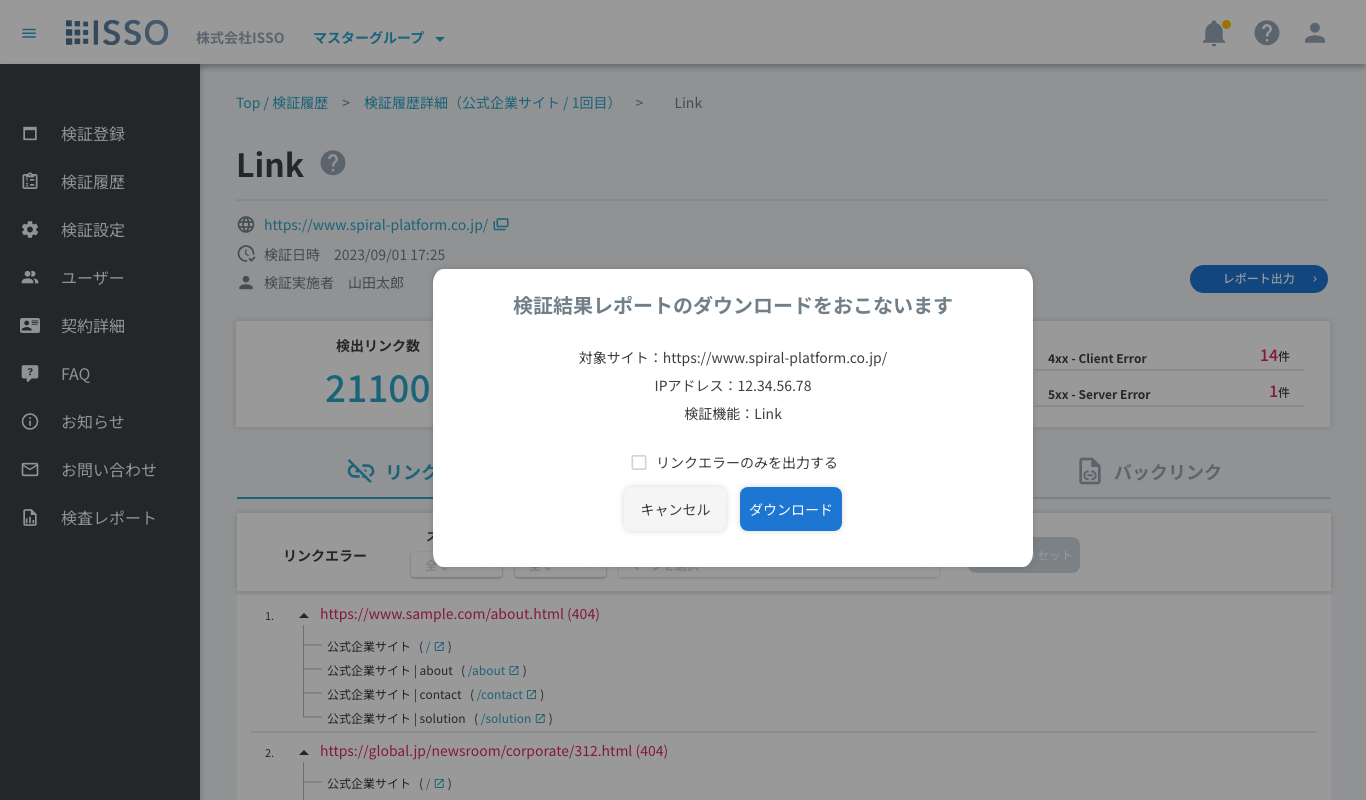 ISSO
株式会社ISSO
マスターグループ
検証登録
検証履歴
検証設定
ユーザー
契約詳細
FAQ
お知らせ
お問い合わせ
検査レポート
Top / 検証履歴 > 検証履歴詳細（公式企業サイト / 1回目） > Link
Link
https://www.spiral-platform.co.jp/
検証日時 2023/09/01 17:25
検証実施者 山田太郎
レポート出力
検出リンク数
21100
4xx - Client Error 14件
5xx - Server Error 1件
検証結果レポートのダウンロードをおこないます
対象サイト：https://www.spiral-platform.co.jp/
IPアドレス：12.34.56.78
検証機能：Link
リンクエラーのみを出力する
キャンセル
ダウンロード
リンク
バックリンク
リンクエラー
セット
1. https://www.sample.com/about.html (404)
公式企業サイト ( / )
公式企業サイト | about ( /about )
公式企業サイト | contact ( /contact )
公式企業サイト | solution ( /solution )
2. https://global.jp/newsroom/corporate/312.html (404)
公式企業サイト ( / )